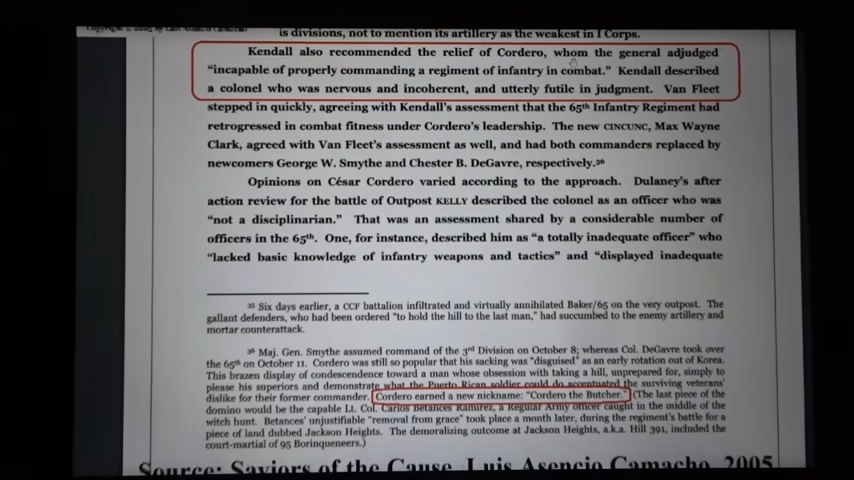 Copyright © 2005 by Luis Asencio Camacho
is divisions, not to mention its artillery as the weakest in I Corps.
Kendall also recommended the relief of Cordero, whom the general adjudged
“incapable of properly commanding a regiment of infantry in combat.” Kendall described
a colonel who was nervous and incoherent, and utterly futile in judgment. Van Fleet
stepped in quickly, agreeing with Kendall’s assessment that the 65th Infantry Regiment had
retrogressed in combat fitness under Cordero’s leadership. The new CINCUNC, Max Wayne
Clark, agreed with Van Fleet’s assessment as well, and had both commanders replaced by
newcomers George W. Smythe and Chester B. DeGavre, respectively.36
Opinions on César Cordero varied according to the approach. Dulaney’s after
action review for the battle of Outpost KELLY described the colonel as an officer who was
“not a disciplinarian.” That was an assessment shared by a considerable number of
officers in the 65th. One, for instance, described him as “a totally inadequate officer” who
“lacked basic knowledge of infantry weapons and tactics” and “displayed inadequate
35 Six days earlier, a CCF battalion infiltrated and virtually annihilated Baker/65 on the very outpost. The
gallant defenders, who had been ordered “to hold the hill to the last man,” had succumbed to the enemy artillery and
mortar counterattack.
36 Maj. Gen. Smythe assumed command of the 3rd Division on October 8; whereas Col. DeGavre took over
the 65th on October 11. Cordero was still so popular that his sacking was “disguised” as an early rotation out of Korea.
This brazen display of condescendence toward a man whose obsession with taking a hill, unprepared for, simply to
please his superiors and demonstrate what the Puerto Rican soldier could do accentuated the surviving veterans’
dislike for their former commander. Cordero earned a new nickname: “Cordero the Butcher.” (The last piece of the
domino would be the capable Lt. Col. Carlos Betances Ramírez, a Regular Army officer caught in the middle of the
witch hunt. Betances’ unjustifiable “removal from grace” took place a month later, during the regiment’s battle for a
piece of land dubbed Jackson Heights. The demoralizing outcome at Jackson Heights, a.k.a. Hill 391, included the
court-martial of 95 Borinqueneers.)
Source: Saviors of the Cause, Luis Asencio Camacho, 2005